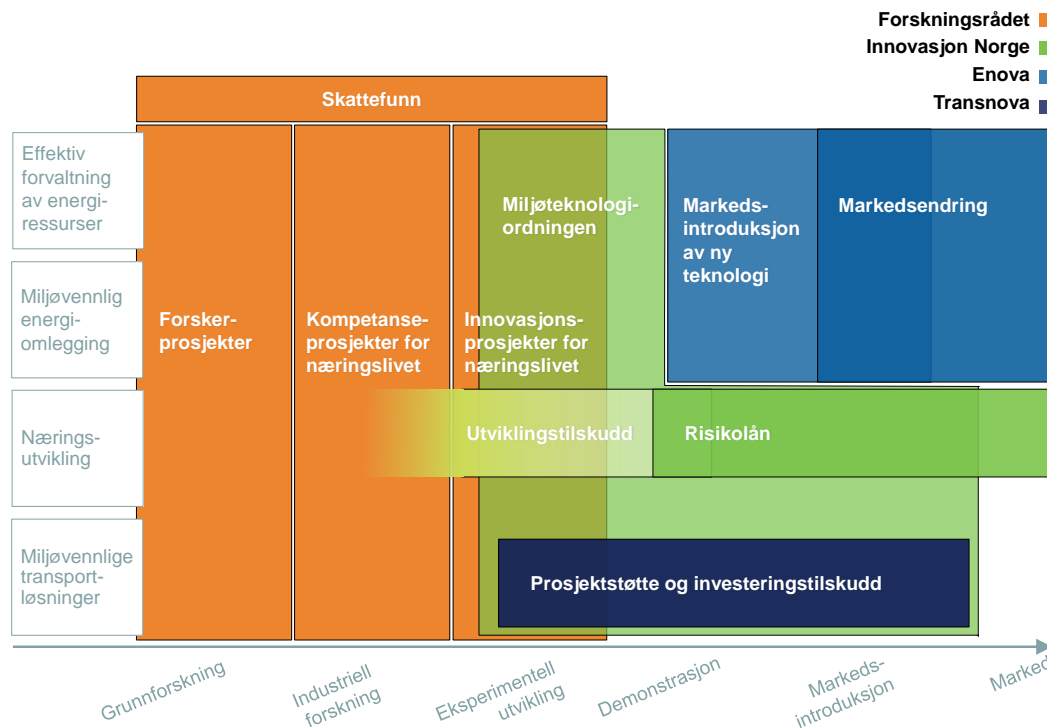 Forskningsrådet
Innovasjon Norge
Enova
Transnova
Skattefunn
Effektiv
forvaltning
av energi-
ressurser
Miljøvennlig
energi-
omlegging
Nærings-
utvikling
Miljøvennlige
transport-
løsninger
Forsker-
prosjekter
Kompetanse-
prosjekter for
næringslivet
Innovasjons-
prosjekter for
næringslivet
Miljøteknologi-
ordningen
Markeds-
introduksjon
av ny
teknologi
Markedsendring
Utviklingstilskudd
Risikolån
Prosjektstøtte og investeringstilskudd
Grunnforskning
Industriell
forskning
Eksperimentell
utvikling
Demonstrasjon
Markeds-
introduksjon
Marked